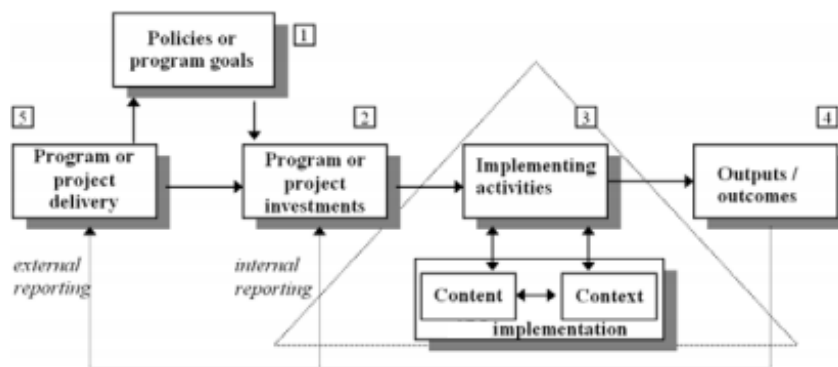 Policies or
program goals
1
5
Program or
project
delivery
2
Program or
project
investments
3
Implementing
activities
4
Outputs /
outcomes
external
reporting
internal
reporting
Content
Context
implementation